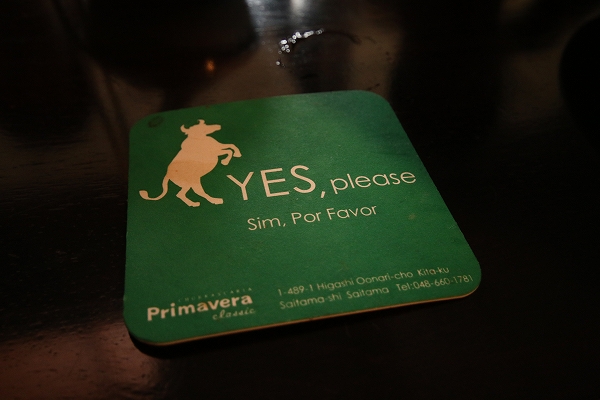 YES, please
Sim, Por Favor
Primavera
classic
1-489-1 Higashi Oonari-cho Kita-ku
Saitama-shi Saitama Tel:048-660-1781